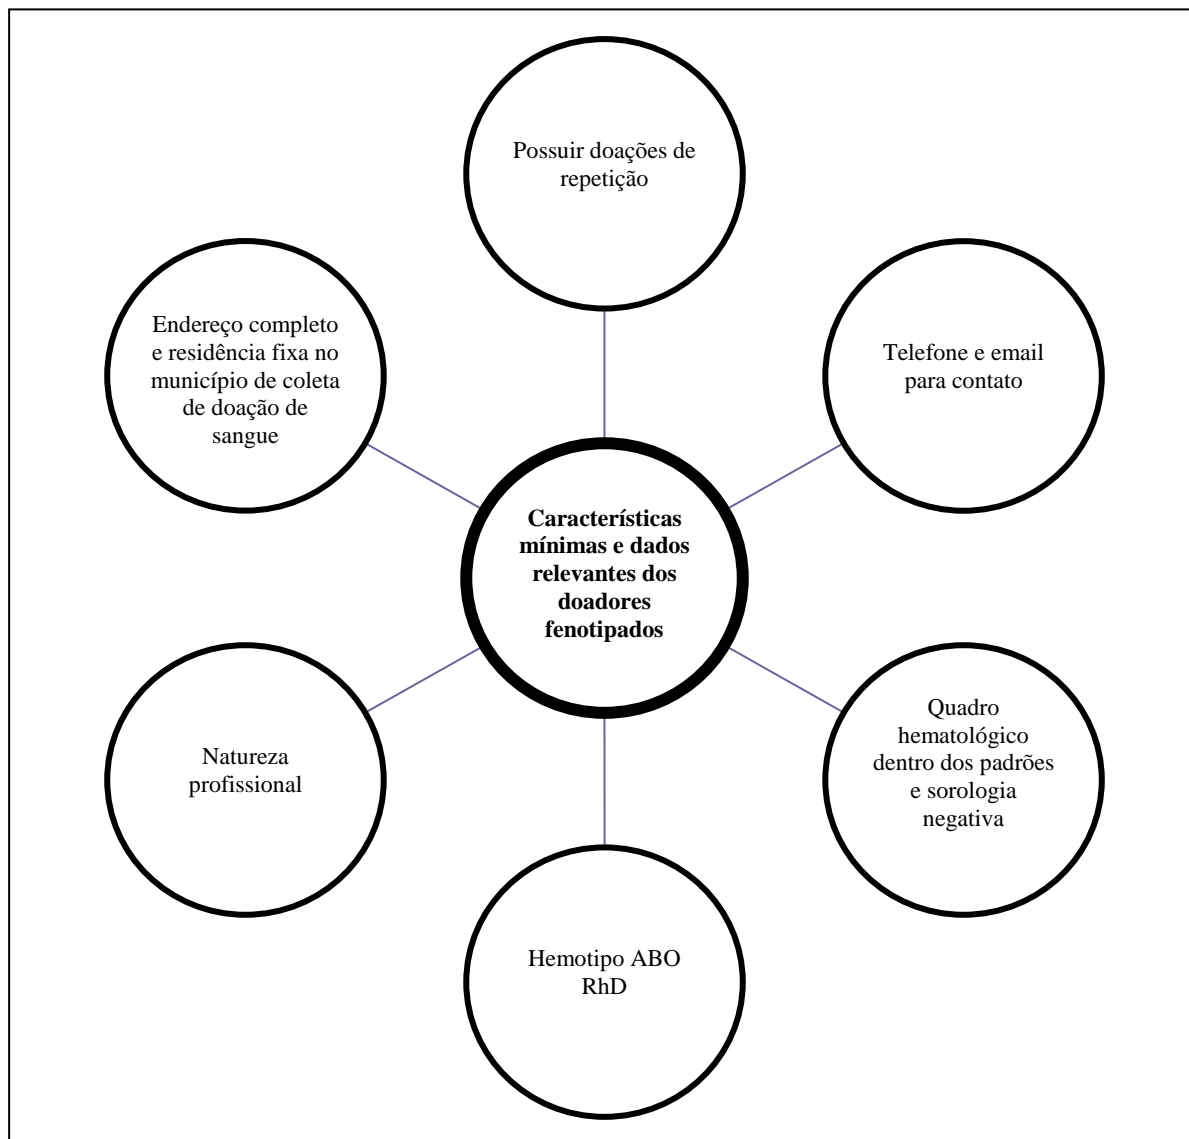 Possuir doações de
repetição
Endereço completo
e residência fixa no
município de coleta
de doação de
sangue
Telefone e email
para contato
Características
mínimas e dados
relevantes dos
doadores
fenotipados
Natureza
profissional
Quadro
hematológico
dentro dos padrões
e sorologia
negativa
Hemotipo ABO
RhD